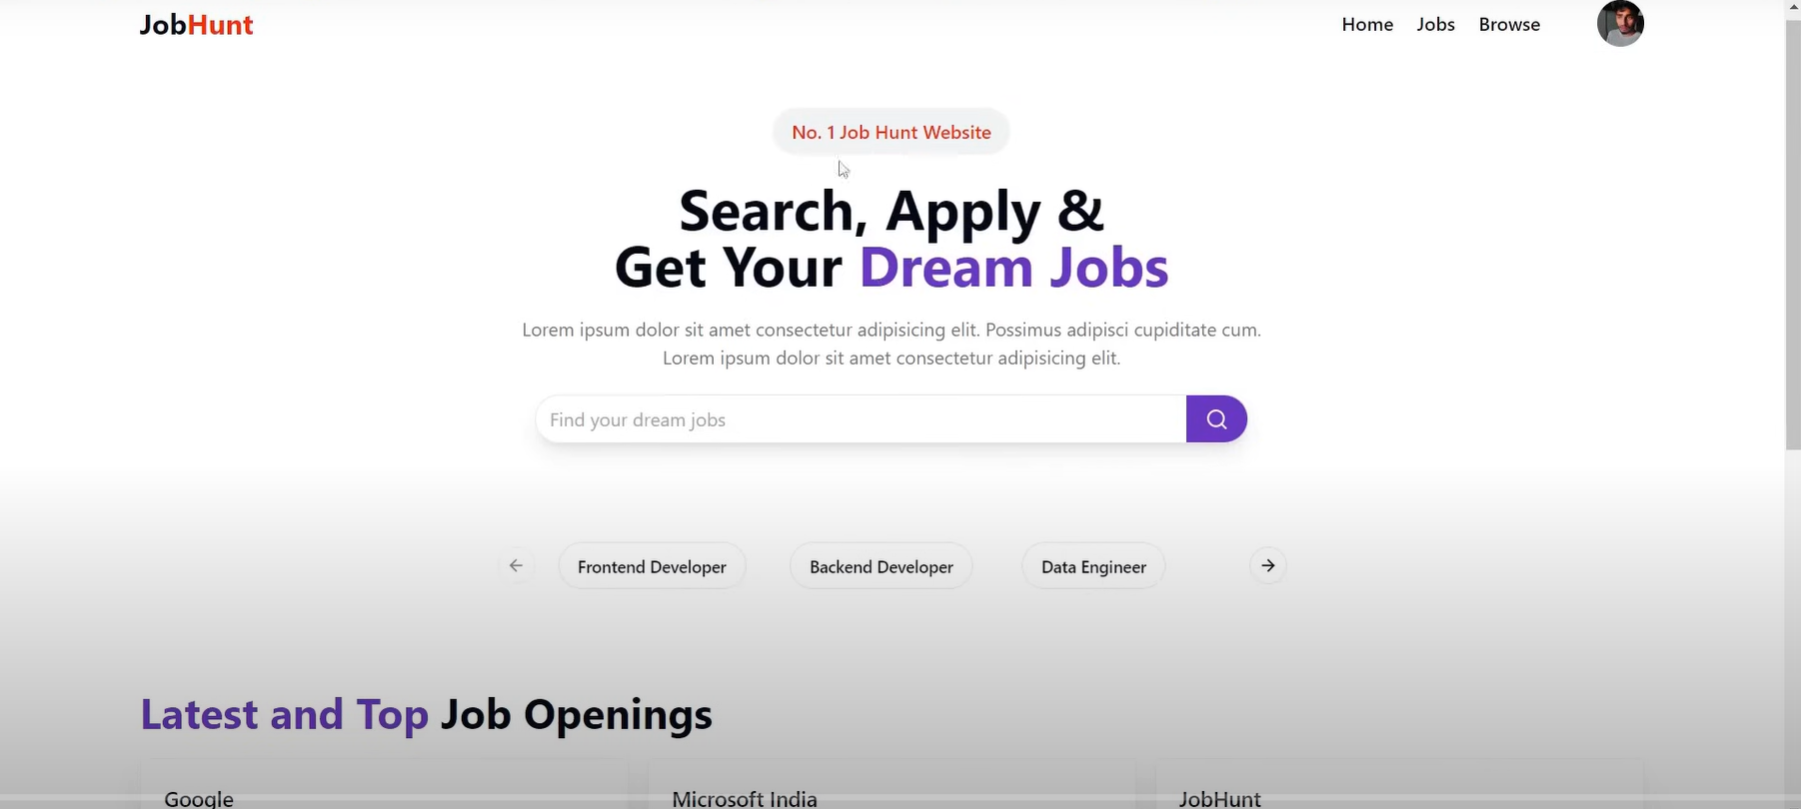 JobHunt
Home Jobs Browse
No. 1 Job Hunt Website
Search, Apply &
Get Your Dream Jobs
Lorem ipsum dolor sit amet consectetur adipisicing elit. Possimus adipisci cupiditate cum.
Lorem ipsum dolor sit amet consectetur adipisicing elit.
Find your dream jobs
Frontend Developer
Backend Developer
Data Engineer
Latest and Top Job Openings
Google
Microsoft India
JobHunt